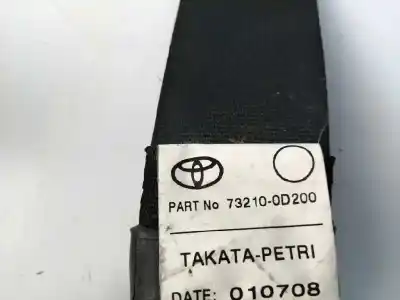 PART No 73210-0D200
TAKATA-PETRI
DATE: 010708